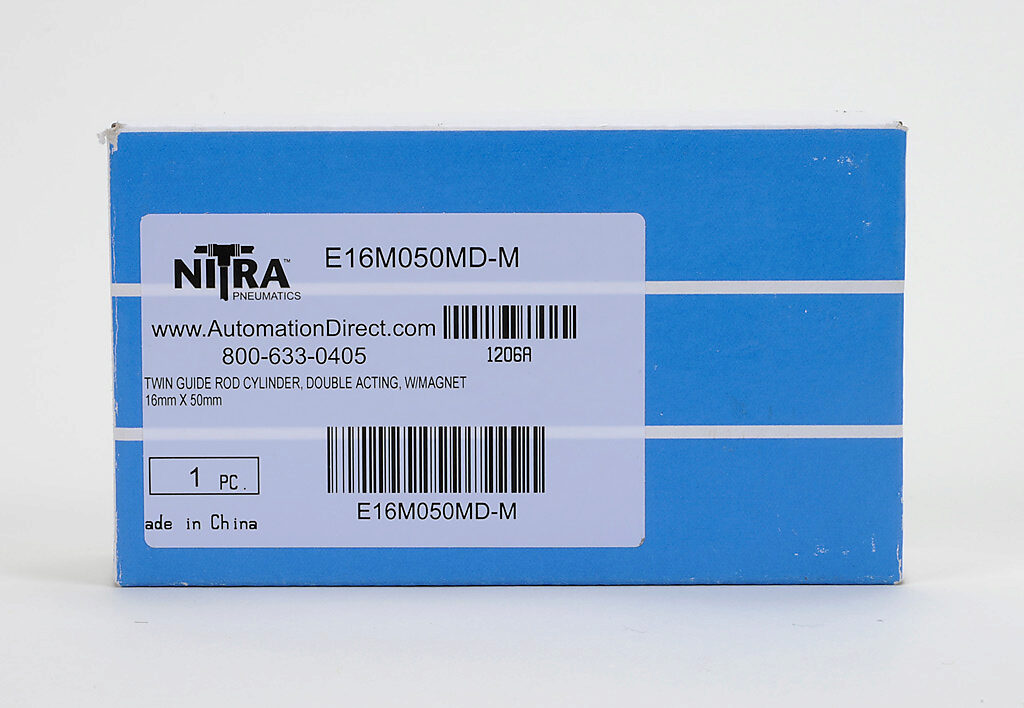 NITRA™
PNEUMATICS
E16M050MD-M
www.AutomationDirect.com
800-633-0405
1206A
TWIN GUIDE ROD CYLINDER, DOUBLE ACTING, W/MAGNET
16mm X 50mm
1 PC.
ade in China
E16M050MD-M